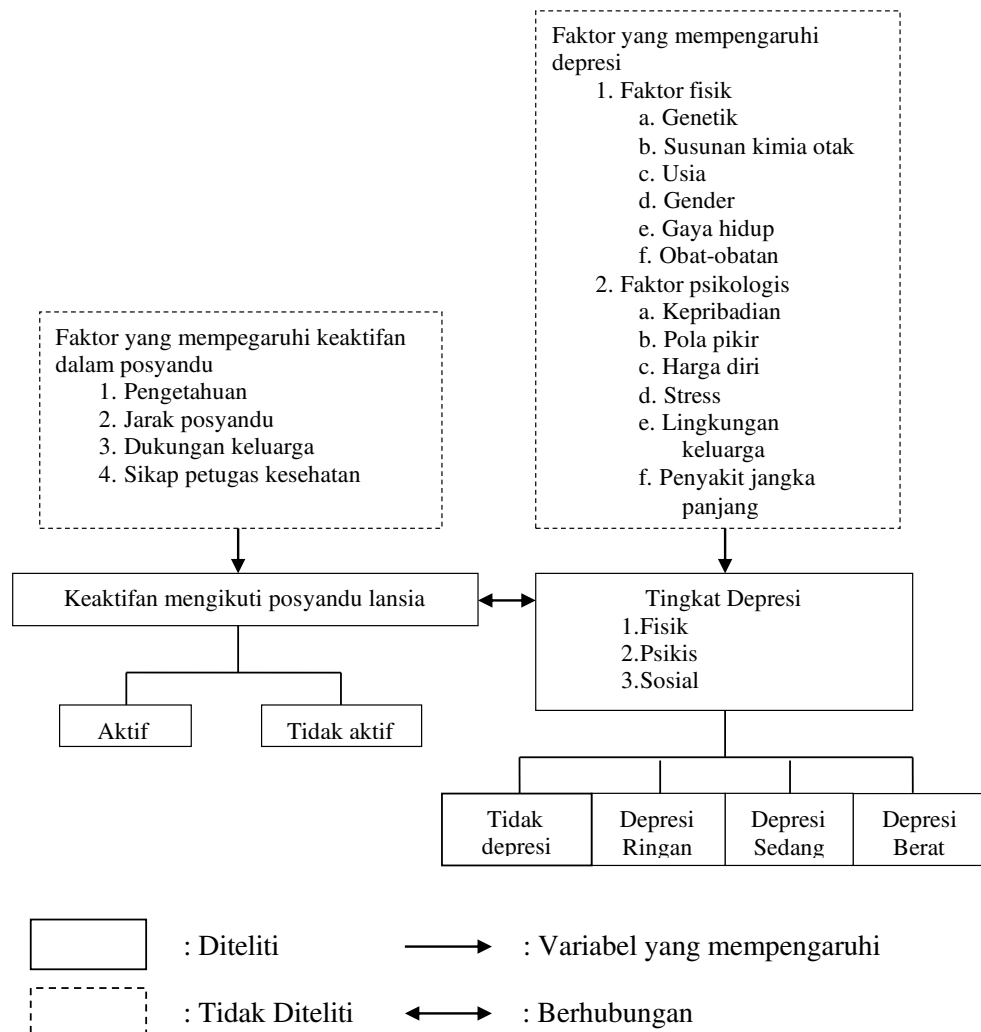 Faktor yang mempengaruhi
depresi
1. Faktor fisik
a. Genetik
b. Susunan kimia otak
c. Usia
d. Gender
e. Gaya hidup
f. Obat-obatan
2. Faktor psikologis
a. Kepribadian
b. Pola pikir
c. Harga diri
d. Stress
e. Lingkungan
keluarga
f. Penyakit jangka
panjang
Faktor yang mempegaruhi keaktifan
dalam posyandu
1. Pengetahuan
2. Jarak posyandu
3. Dukungan keluarga
4. Sikap petugas kesehatan
Keaktifan mengikuti posyandu lansia
Tingkat Depresi
1.Fisik
2.Psikis
3.Sosial
Aktif
Tidak aktif
Tidak
depresi
Depresi
Ringan
Depresi
Sedang
Depresi
Berat
: Diteliti
: Variabel yang mempengaruhi
: Tidak Diteliti
: Berhubungan